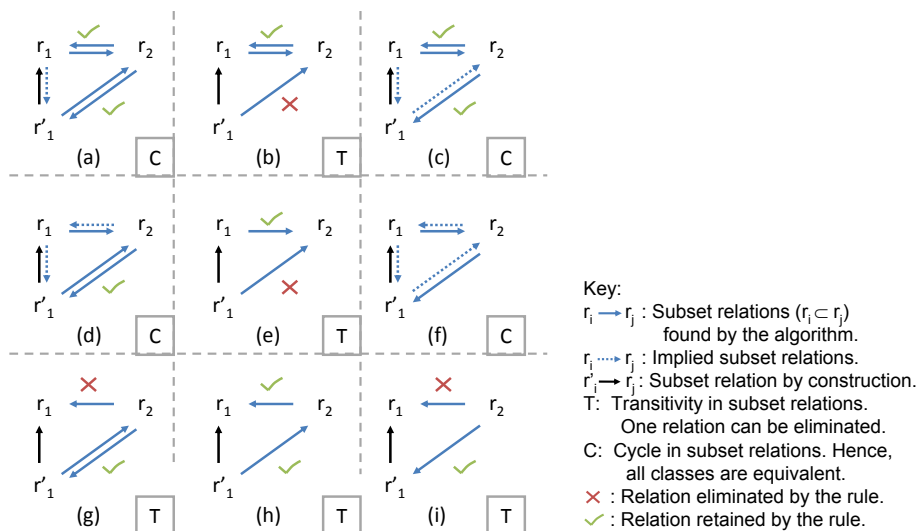 r1 r2
r'1
(a) C
r1 r2
r'1
(b) T
r1 r2
r'1
(c) C
r1 r2
r'1
(d) C
r1 r2
r'1
(e) T
r1 r2
r'1
(f) C
r1 r2
r'1
(g) T
r1 r2
r'1
(h) T
r1 r2
r'1
(i) T
Key:
ri → rj : Subset relations (ri ⊂ rj)
found by the algorithm.
ri ⇢ rj : Implied subset relations.
r'i → rj : Subset relation by construction.
T: Transitivity in subset relations.
One relation can be eliminated.
C: Cycle in subset relations. Hence,
all classes are equivalent.
✗ : Relation eliminated by the rule.
✓ : Relation retained by the rule.